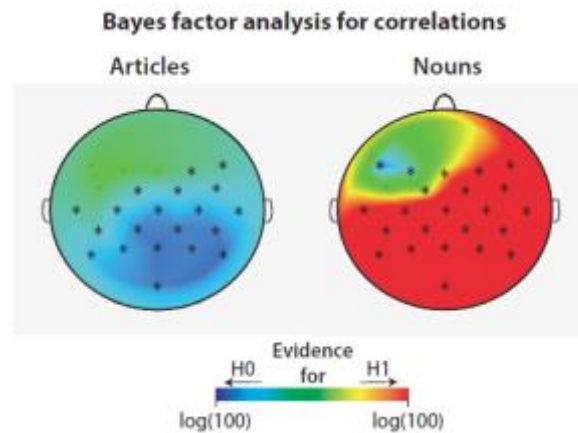 Bayes factor analysis for correlations
Articles
Nouns
Evidence
H0 for H1
log(100)
log(100)